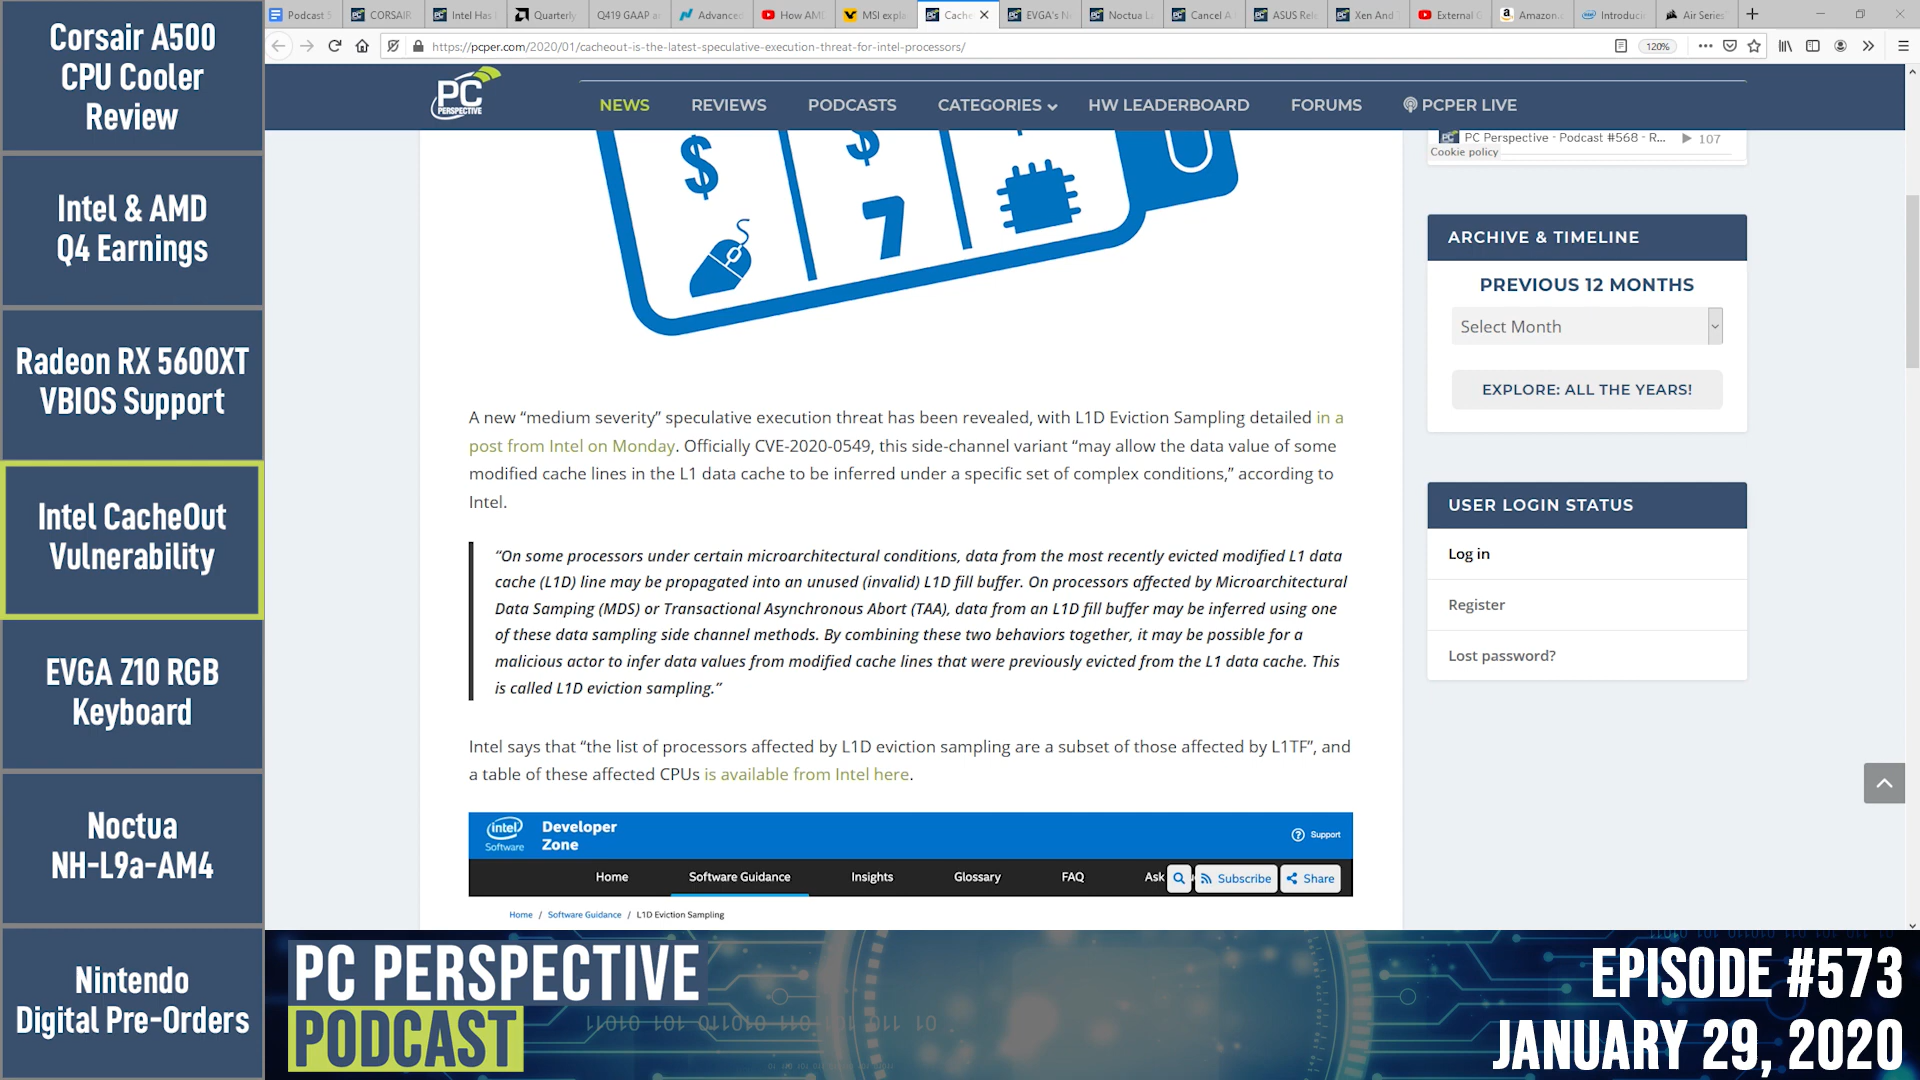 Corsair A500
CPU Cooler
Review
Intel & AMD
Q4 Earnings
Radeon RX 5600XT
VBIOS Support
Intel CacheOut
Vulnerability
EVGA Z10 RGB
Keyboard
Noctua
NH-L9a-AM4
Nintendo
Digital Pre-Orders
Podcast 5
CORSAIR
Intel Has
Quarterly
Q419 GAAP a
Advance
How AM
MSI expl
Cache
EVGA's N
Noctua L
Cancel A
ASUS Rel
Xen And
External G
Amazon.
Introduci
Air Series
https://pcper.com/2020/01/cacheout-is-the-latest-speculative-execution-threat-for-intel-processors/
120%
PC
PERSPECTIVE
NEWS
REVIEWS
PODCASTS
CATEGORIES
HW LEADERBOARD
FORUMS
PCPER LIVE
$
$
7
PC Perspective - Podcast #568 - R...
107
Cookie policy
ARCHIVE & TIMELINE
PREVIOUS 12 MONTHS
Select Month
EXPLORE: ALL THE YEARS!
USER LOGIN STATUS
Log in
Register
Lost password?
A new “medium severity” speculative execution threat has been revealed, with L1D Eviction Sampling detailed in a
post from Intel on Monday. Officially CVE-2020-0549, this side-channel variant “may allow the data value of some
modified cache lines in the L1 data cache to be inferred under a specific set of complex conditions,” according to
Intel.
“On some processors under certain microarchitectural conditions, data from the most recently evicted modified L1 data
cache (L1D) line may be propagated into an unused (invalid) L1D fill buffer. On processors affected by Microarchitectural
Data Samping (MDS) or Transactional Asynchronous Abort (TAA), data from an L1D fill buffer may be inferred using one
of these data sampling side channel methods. By combining these two behaviors together, it may be possible for a
malicious actor to infer data values from modified cache lines that were previously evicted from the L1 data cache. This
is called L1D eviction sampling.“
Intel says that “the list of processors affected by L1D eviction sampling are a subset of those affected by L1TF”, and
a table of these affected CPUs is available from Intel here.
intel
Software
Developer
Zone
Support
Home
Software Guidance
Insights
Glossary
FAQ
Ask
Subscribe
Share
Home / Software Guidance / L1D Eviction Sampling
PC PERSPECTIVE
PODCAST
EPISODE #573
JANUARY 29, 2020